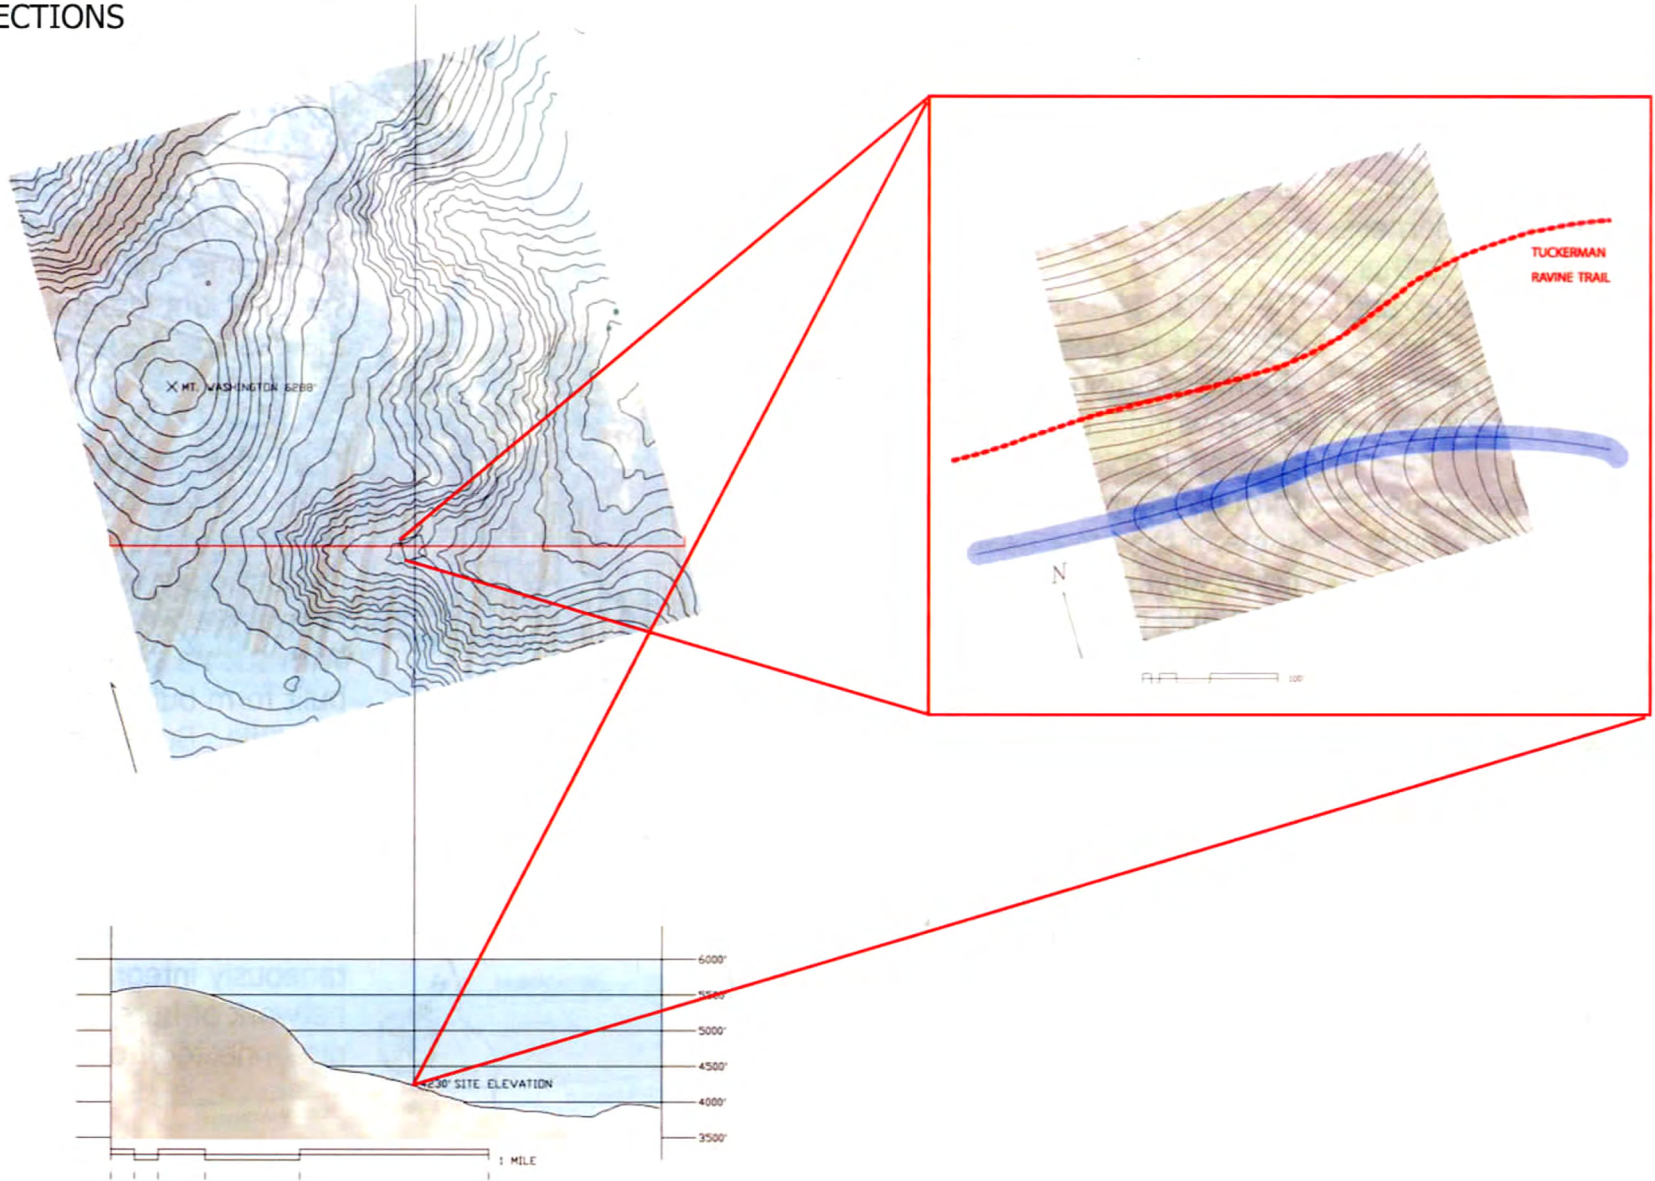 ECTIONS
TUCKERMAN
RAVINE TRAIL
MT. WASHINGTON 6288'
N
100'
6000'
5500'
5000'
4500'
4230' SITE ELEVATION
4000'
3500'
1 MILE